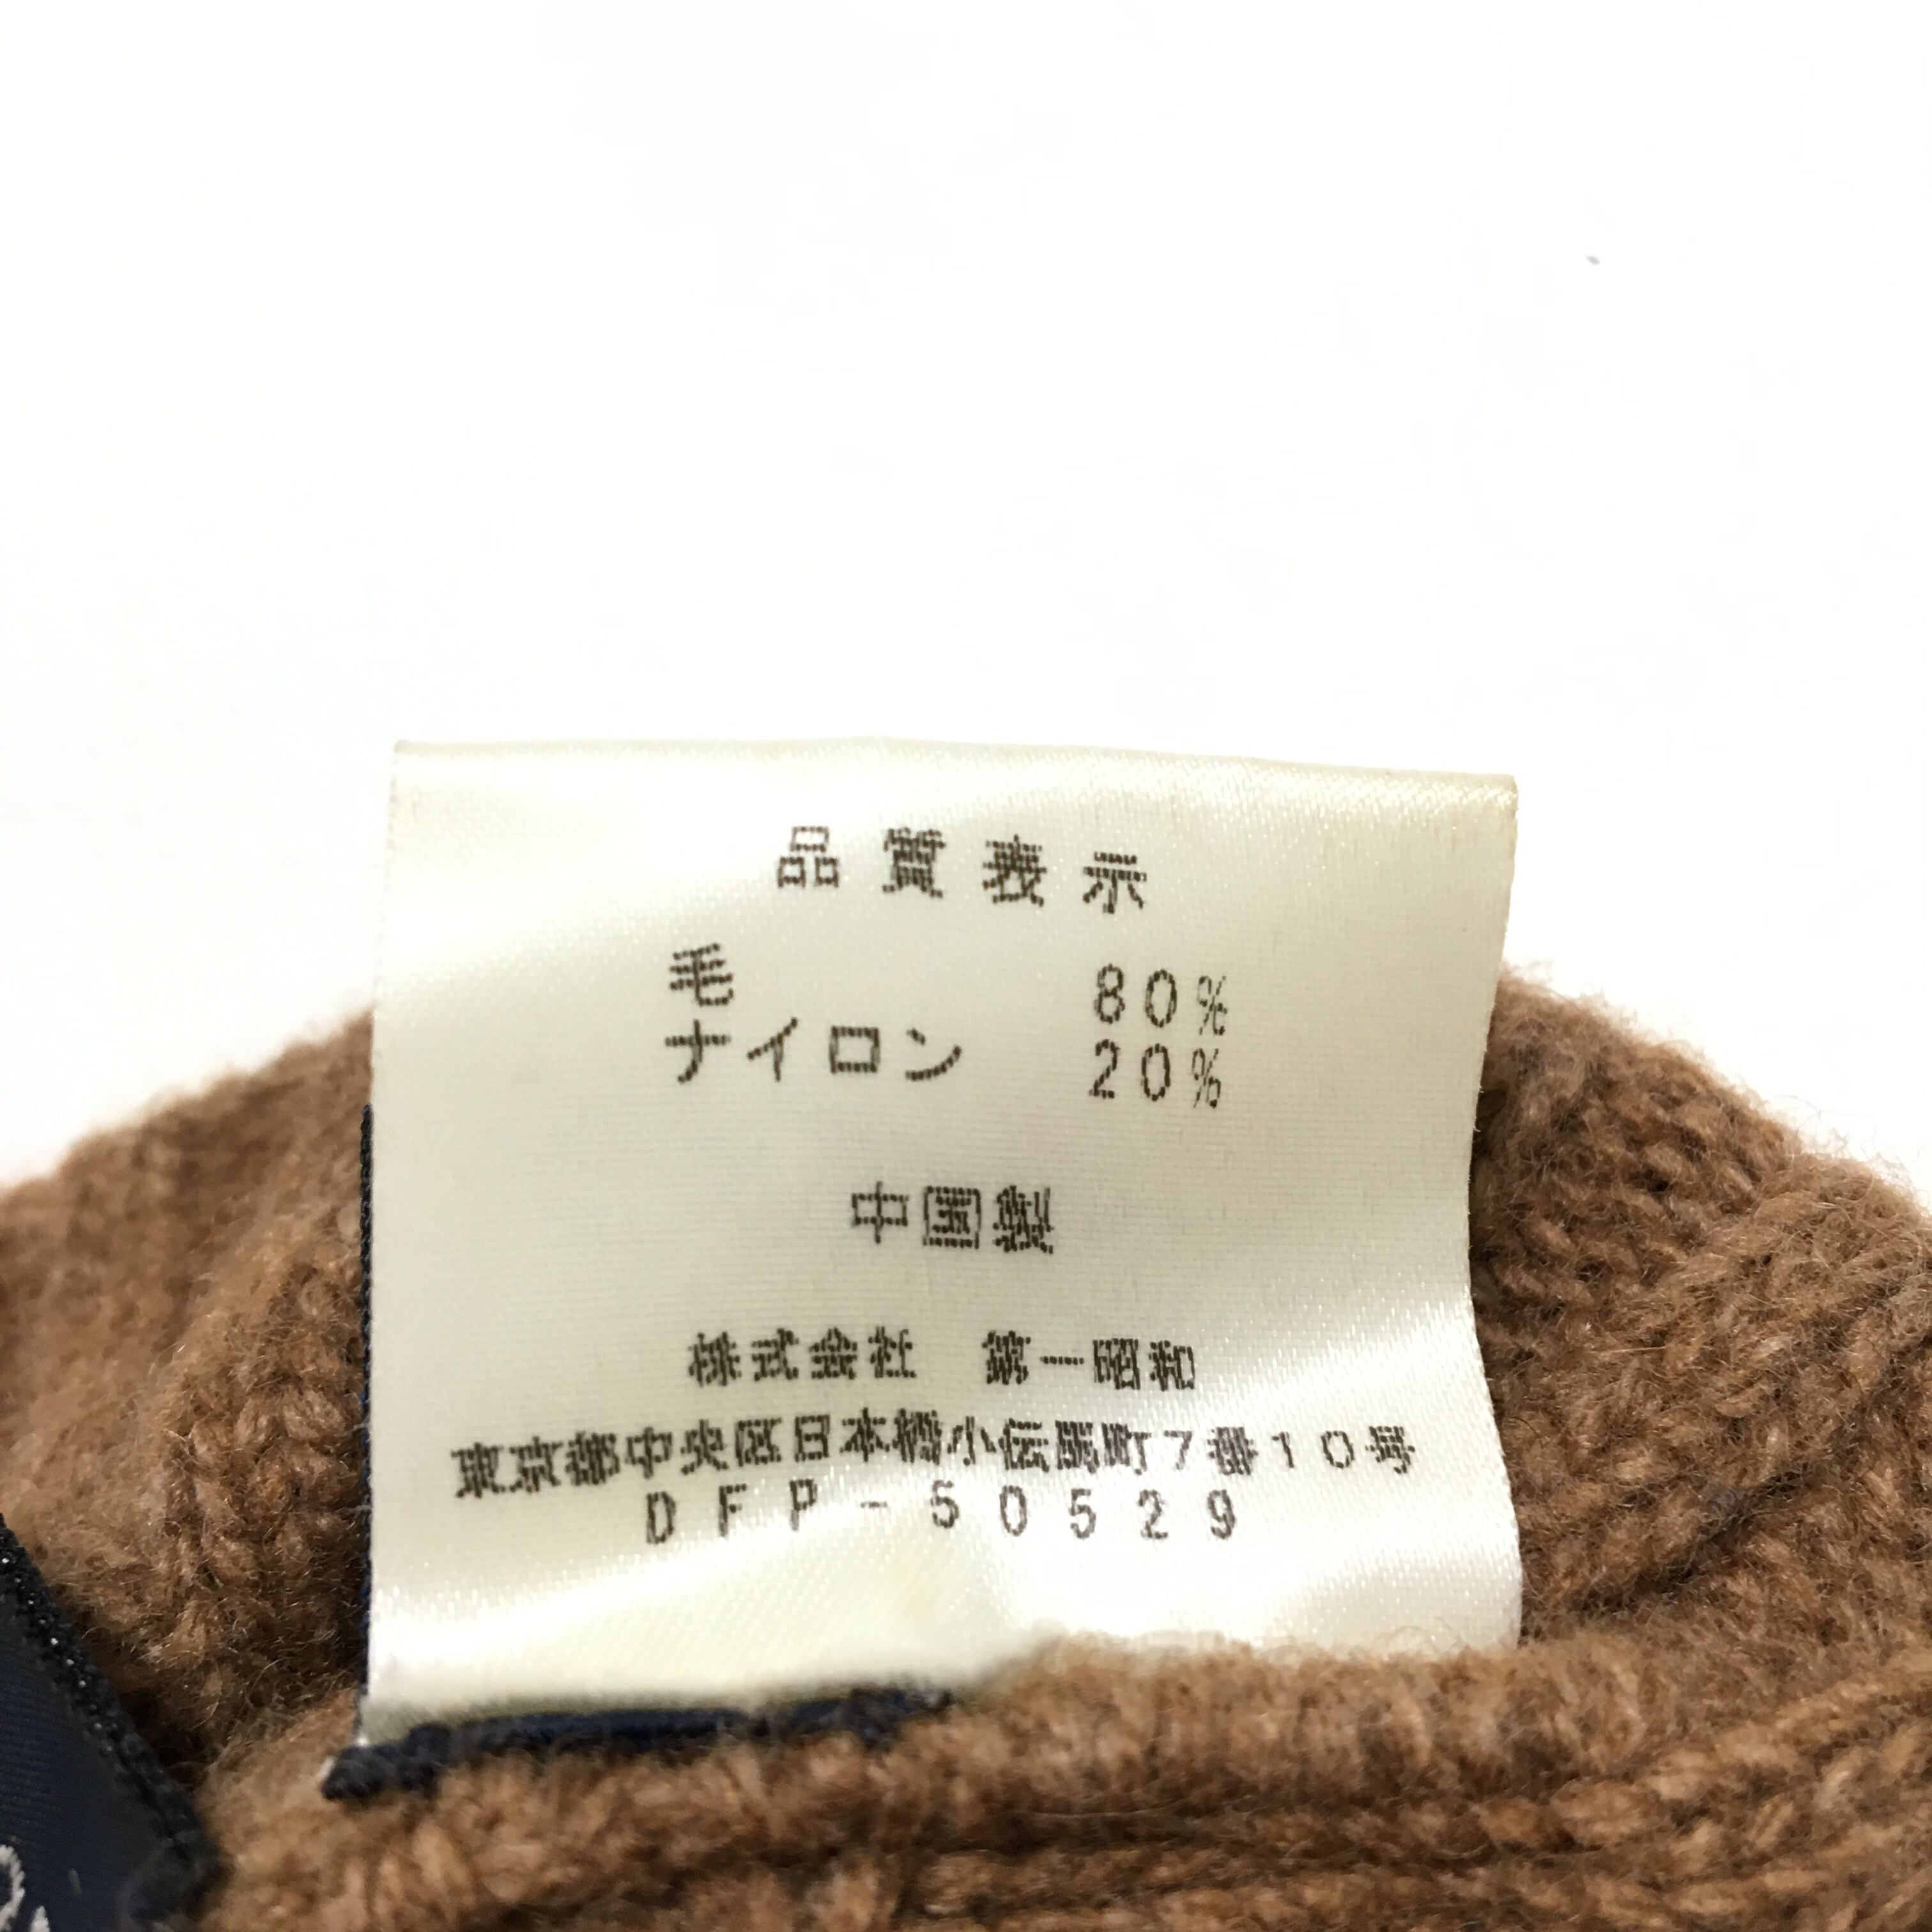 品質表示
毛 80%
ナイロン 20%
中国製
株式会社 第一昭和
東京都中央区日本橋小伝馬町7番10号
DFP-50529